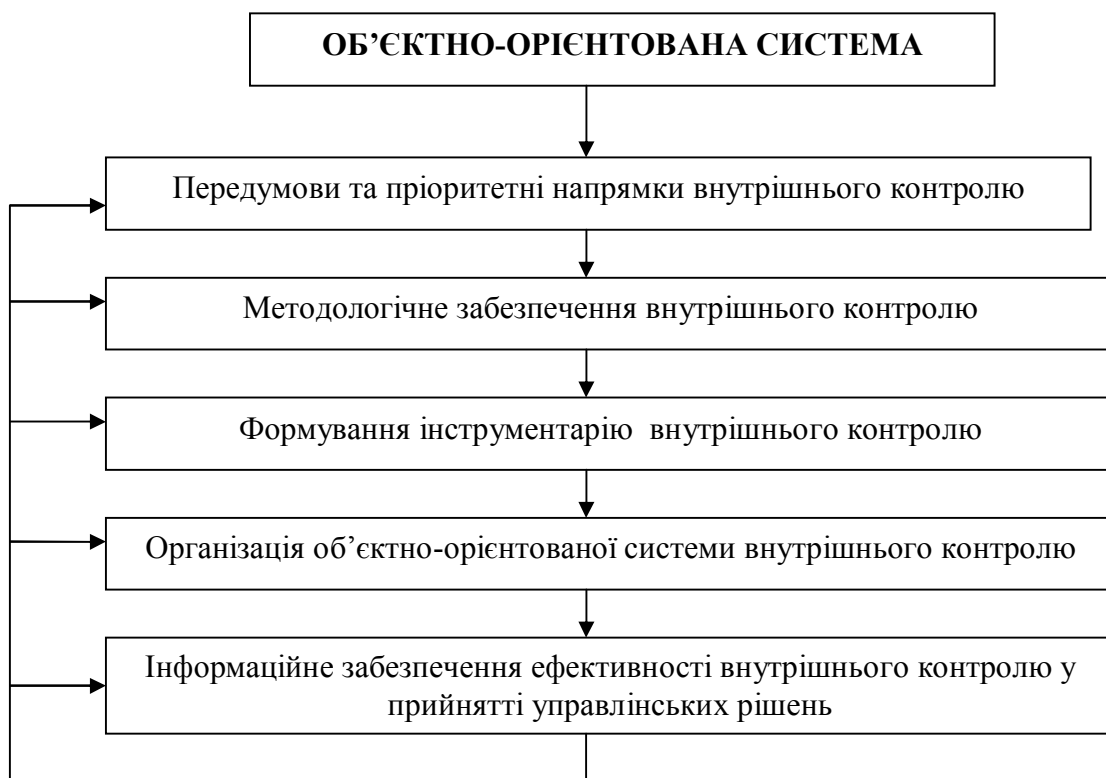 ОБ’ЄКТНО-ОРІЄНТОВАНА СИСТЕМА
Передумови та пріоритетні напрямки внутрішнього контролю
Методологічне забезпечення внутрішнього контролю
Формування інструментарію внутрішнього контролю
Організація об’єктно-орієнтованої системи внутрішнього контролю
Інформаційне забезпечення ефективності внутрішнього контролю у
прийнятті управлінських рішень